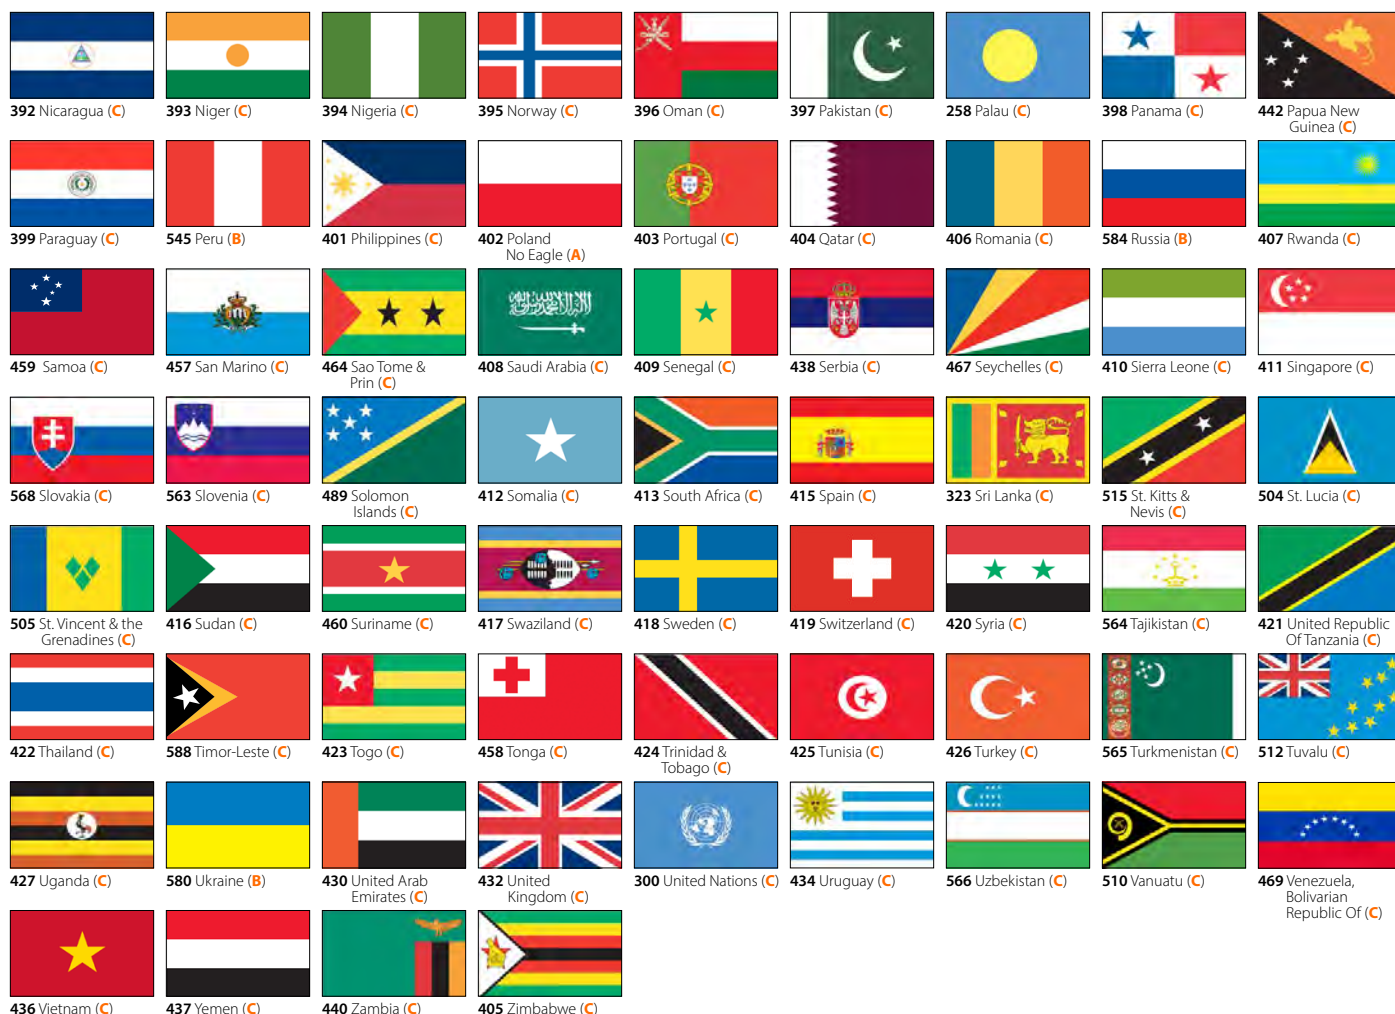 392 Nicaragua (C)
393 Niger (C)
394 Nigeria (C)
395 Norway (C)
396 Oman (C)
397 Pakistan (C)
258 Palau (C)
398 Panama (C)
442 Papua New
Guinea (C)
399 Paraguay (C)
545 Peru (B)
401 Philippines (C)
402 Poland
No Eagle (A)
403 Portugal (C)
404 Qatar (C)
406 Romania (C)
584 Russia (B)
407 Rwanda (C)
459 Samoa (C)
457 San Marino (C)
464 Sao Tome &
Prin (C)
408 Saudi Arabia (C)
409 Senegal (C)
438 Serbia (C)
467 Seychelles (C)
410 Sierra Leone (C)
411 Singapore (C)
568 Slovakia (C)
563 Slovenia (C)
489 Solomon
Islands (C)
412 Somalia (C)
413 South Africa (C)
415 Spain (C)
323 Sri Lanka (C)
515 St. Kitts &
Nevis (C)
504 St. Lucia (C)
505 St. Vincent & the
Grenadines (C)
416 Sudan (C)
460 Suriname (C)
417 Swaziland (C)
418 Sweden (C)
419 Switzerland (C)
420 Syria (C)
564 Tajikistan (C)
421 United Republic
Of Tanzania (C)
422 Thailand (C)
588 Timor-Leste (C)
423 Togo (C)
458 Tonga (C)
424 Trinidad &
Tobago (C)
425 Tunisia (C)
426 Turkey (C)
565 Turkmenistan (C)
512 Tuvalu (C)
427 Uganda (C)
580 Ukraine (B)
430 United Arab
Emirates (C)
432 United
Kingdom (C)
300 United Nations (C)
434 Uruguay (C)
566 Uzbekistan (C)
510 Vanuatu (C)
469 Venezuela,
Bolivarian
Republic Of (C)
436 Vietnam (C)
437 Yemen (C)
440 Zambia (C)
405 Zimbabwe (C)